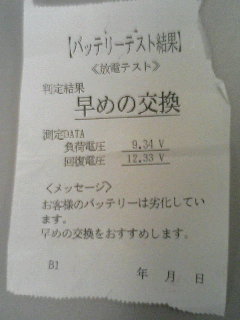 【バッテリーテスト結果】
≪放電テスト≫
判定結果
早めの交換
測定DATA
負荷電圧 9.34 V
回復電圧 12.33 V
＜メッセージ＞
お客様のバッテリーは劣化してい
ます。
早めの交換をおすすめします。
B1
年 月 日